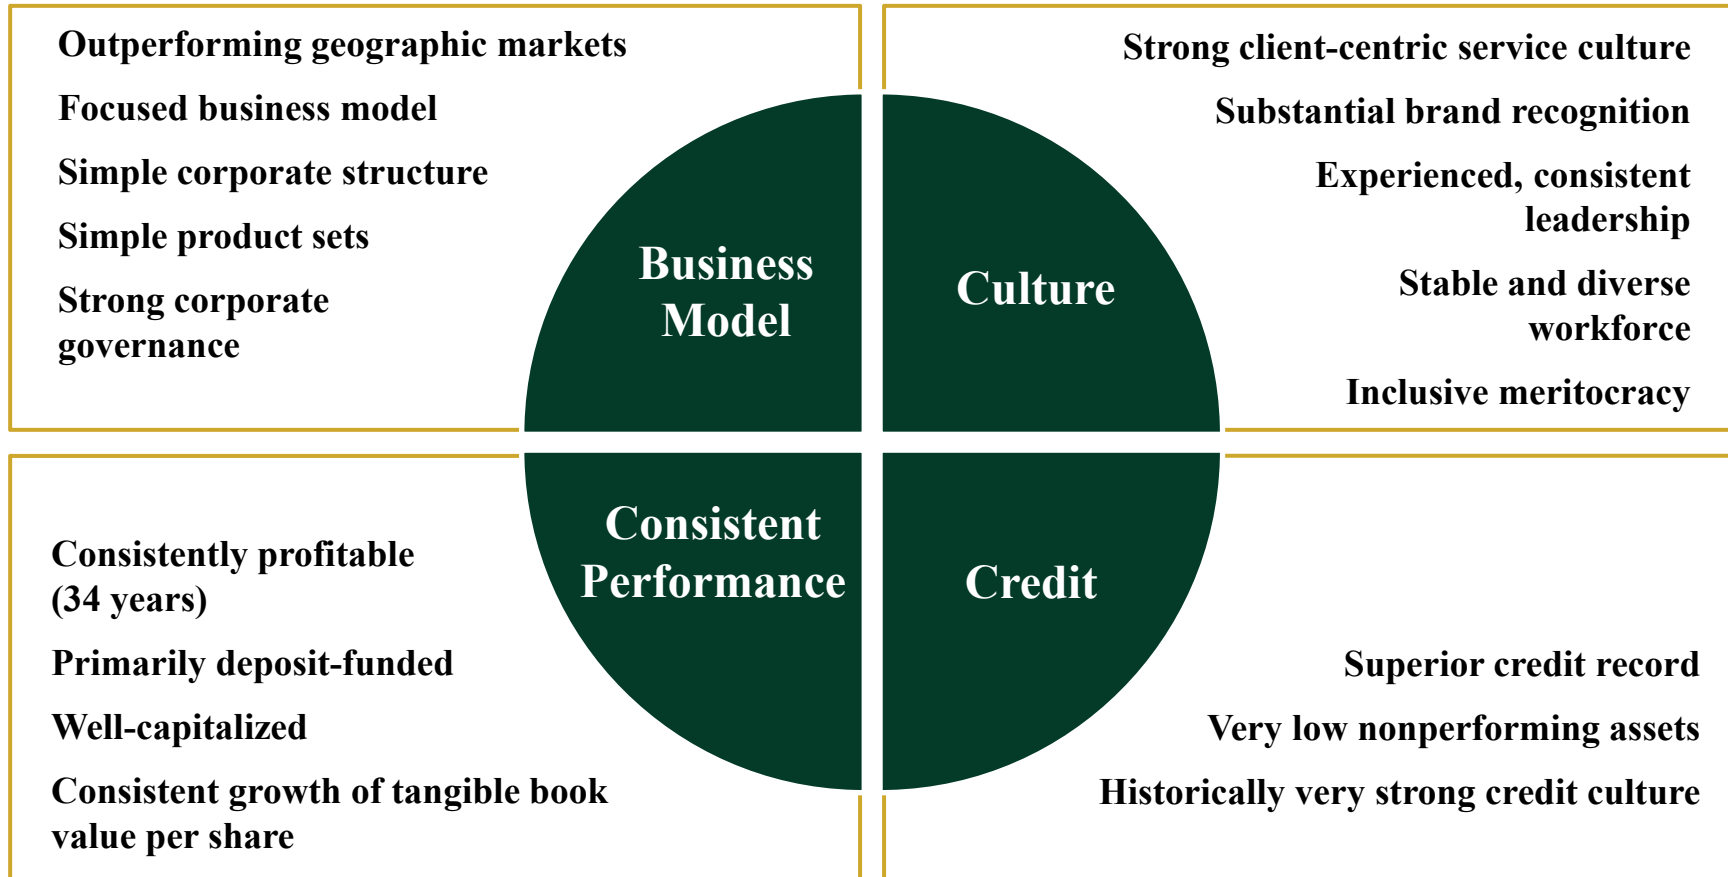 Outperforming geographic markets
Focused business model
Simple corporate structure
Simple product sets
Strong corporate
governance
Business
Model
Strong client-centric service culture
Substantial brand recognition
Experienced, consistent
leadership
Stable and diverse
workforce
Inclusive meritocracy
Culture
Consistently profitable
(34 years)
Primarily deposit-funded
Well-capitalized
Consistent growth of tangible book
value per share
Consistent
Performance
Credit
Superior credit record
Very low nonperforming assets
Historically very strong credit culture